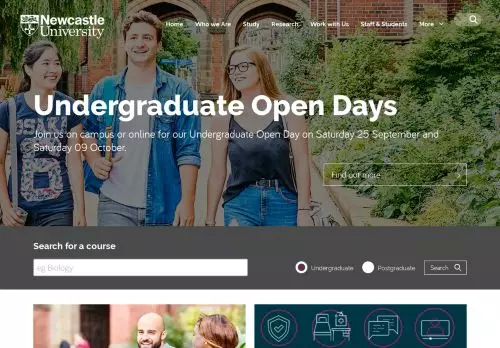 Newcastle
University
Home Who we Are Study Research Work with Us Staff & Students More
Undergraduate Open Days
Join us on campus or online for our Undergraduate Open Day on Saturday 25 September and
Saturday 09 October.
Find out more
Search for a course
eg Biology
Undergraduate Postgraduate Search